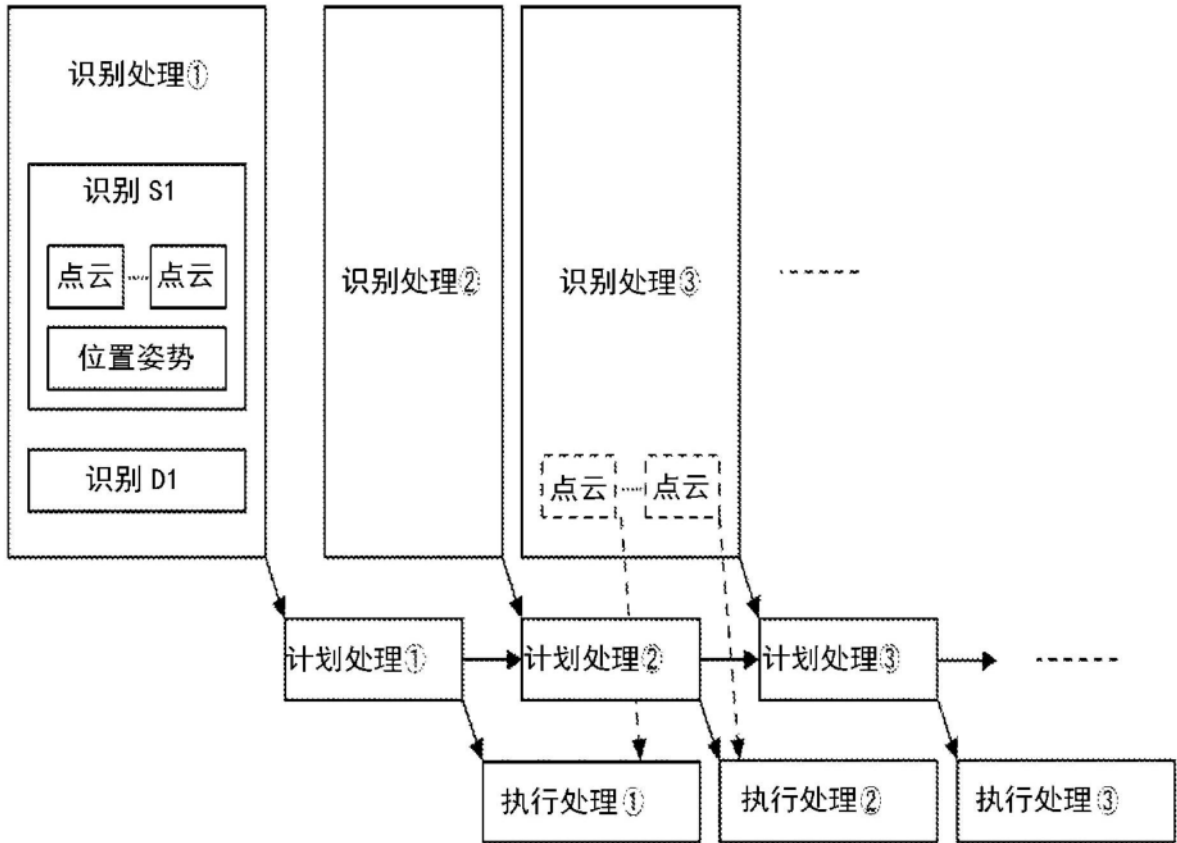 识别处理①
识别 S1
点云
点云
位置姿势
识别 D1
识别处理②
识别处理③
点云
点云
计划处理①
计划处理②
计划处理③
执行处理①
执行处理②
执行处理③